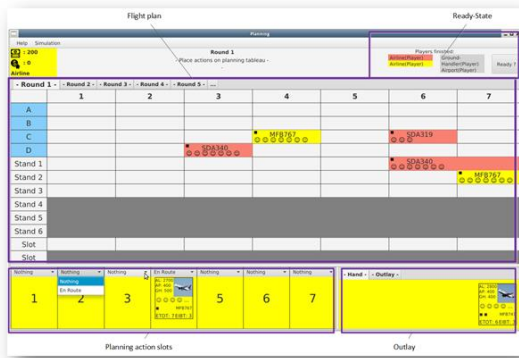 Flight plan
Ready-State
Planning
Help Simulation
: 200
: 0
Airline
Round 1
- Place actions on planning tableau -
Players finished:
Airline(Player)
Airline(Player)
Ground-
Handler(Player)
Airport(Player)
Ready ?
- Round 1 - - Round 2 - - Round 3 - - Round 4 - - Round 5 - ...
1 2 3 4 5 6 7
A
B
C MFB767 SDA319
D SDA340
Stand 1 SDA340
Stand 2 MFB767
Stand 3
Stand 4
Stand 5
Stand 6
Slot
Slot
Nothing Nothing Nothing En Route Nothing Nothing Nothing
Nothing
En Route
1 2 3 5 6 7
MFB767
- Hand - - Outlay -
Planning action slots
Outlay